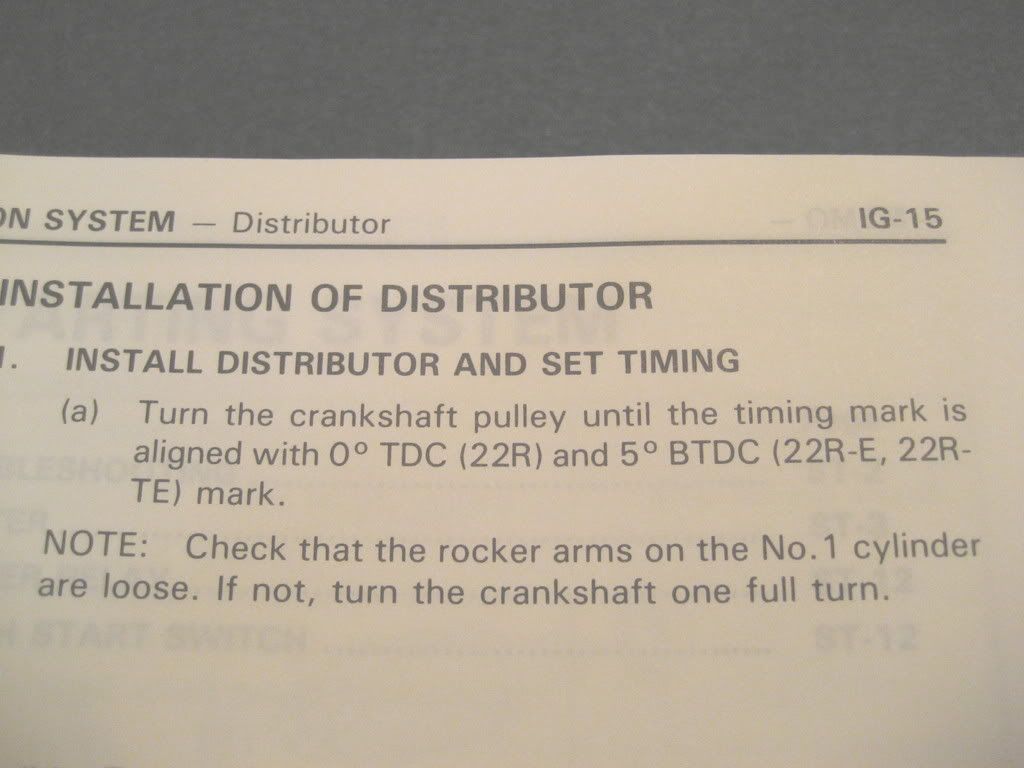 ON SYSTEM — Distributor IG-15
INSTALLATION OF DISTRIBUTOR
1. INSTALL DISTRIBUTOR AND SET TIMING
(a) Turn the crankshaft pulley until the timing mark is
aligned with 0° TDC (22R) and 5° BTDC (22R-E, 22R-
TE) mark.
NOTE: Check that the rocker arms on the No.1 cylinder
are loose. If not, turn the crankshaft one full turn.